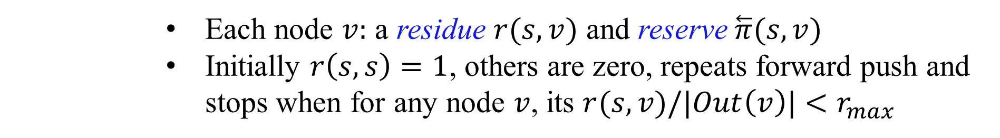 • Each node 𝑣: a residue 𝑟(𝑠, 𝑣) and reserve 𝜋⃖(𝑠, 𝑣)
• Initially 𝑟(𝑠, 𝑠) = 1, others are zero, repeats forward push and
stops when for any node 𝑣, its 𝑟(𝑠, 𝑣)/|𝑂𝑢𝑡(𝑣)| < 𝑟𝑚𝑎𝑥